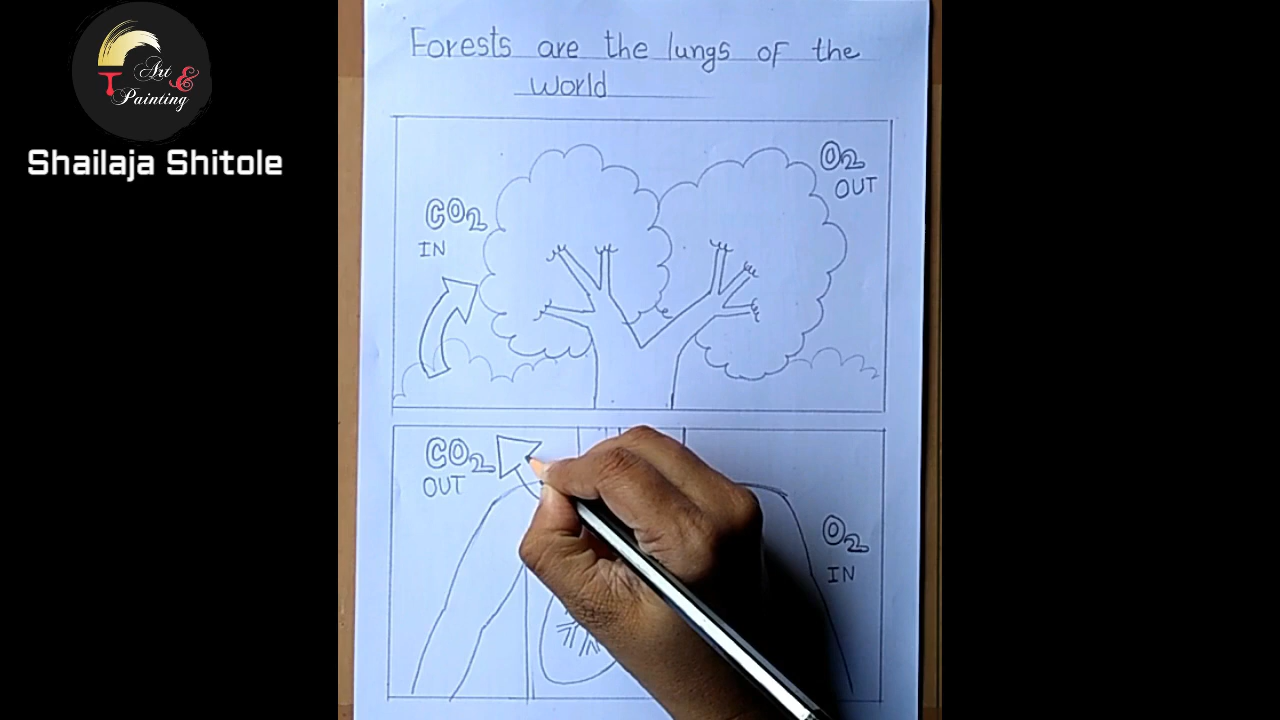 Art &
Painting
Shailaja Shitole
Forests are the lungs of the
World
CO2
IN
O2
OUT
CO2
OUT
O2
IN